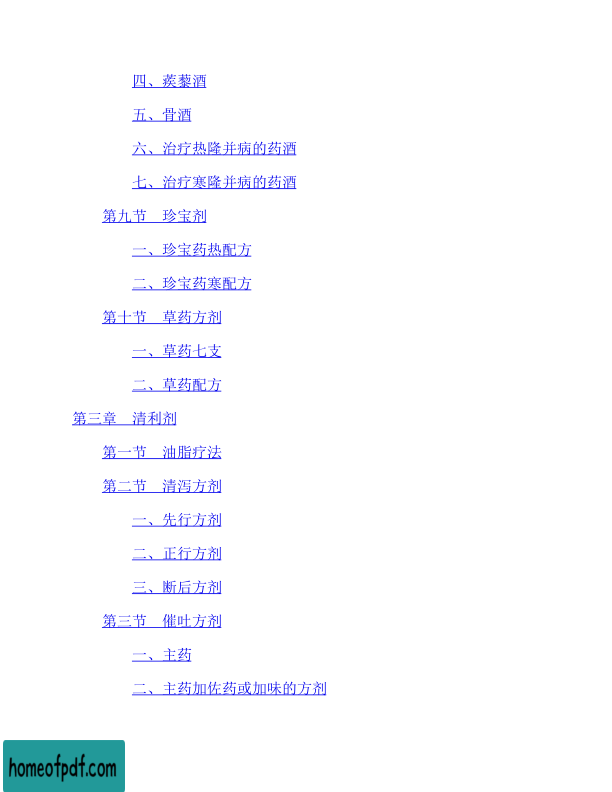 四、蒺藜酒
五、骨酒
六、治疗热隆并病的药酒
七、治疗寒隆并病的药酒
第九节　珍宝剂
一、珍宝药热配方
二、珍宝药寒配方
第十节　草药方剂
一、草药七支
二、草药配方
第三章　清利剂
第一节　油脂疗法
第二节　清泻方剂
一、先行方剂
二、正行方剂
三、断后方剂
第三节　催吐方剂
一、主药
二、主药加佐药或加味的方剂
homeofpdf.com